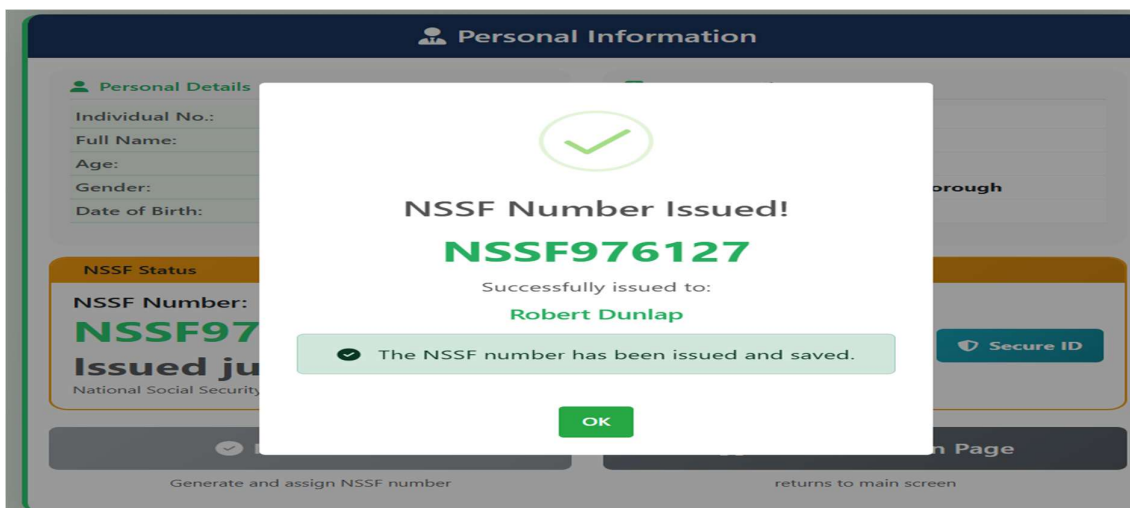 Personal Information
Personal Details
Individual No.:
Full Name:
Age:
Gender:
orough
Date of Birth:
NSSF Number Issued!
NSSF976127
Successfully issued to:
Robert Dunlap
The NSSF number has been issued and saved.
OK
NSSF Status
NSSF Number:
NSSF97
Issued ju
National Social Security
Secure ID
n Page
Generate and assign NSSF number
returns to main screen